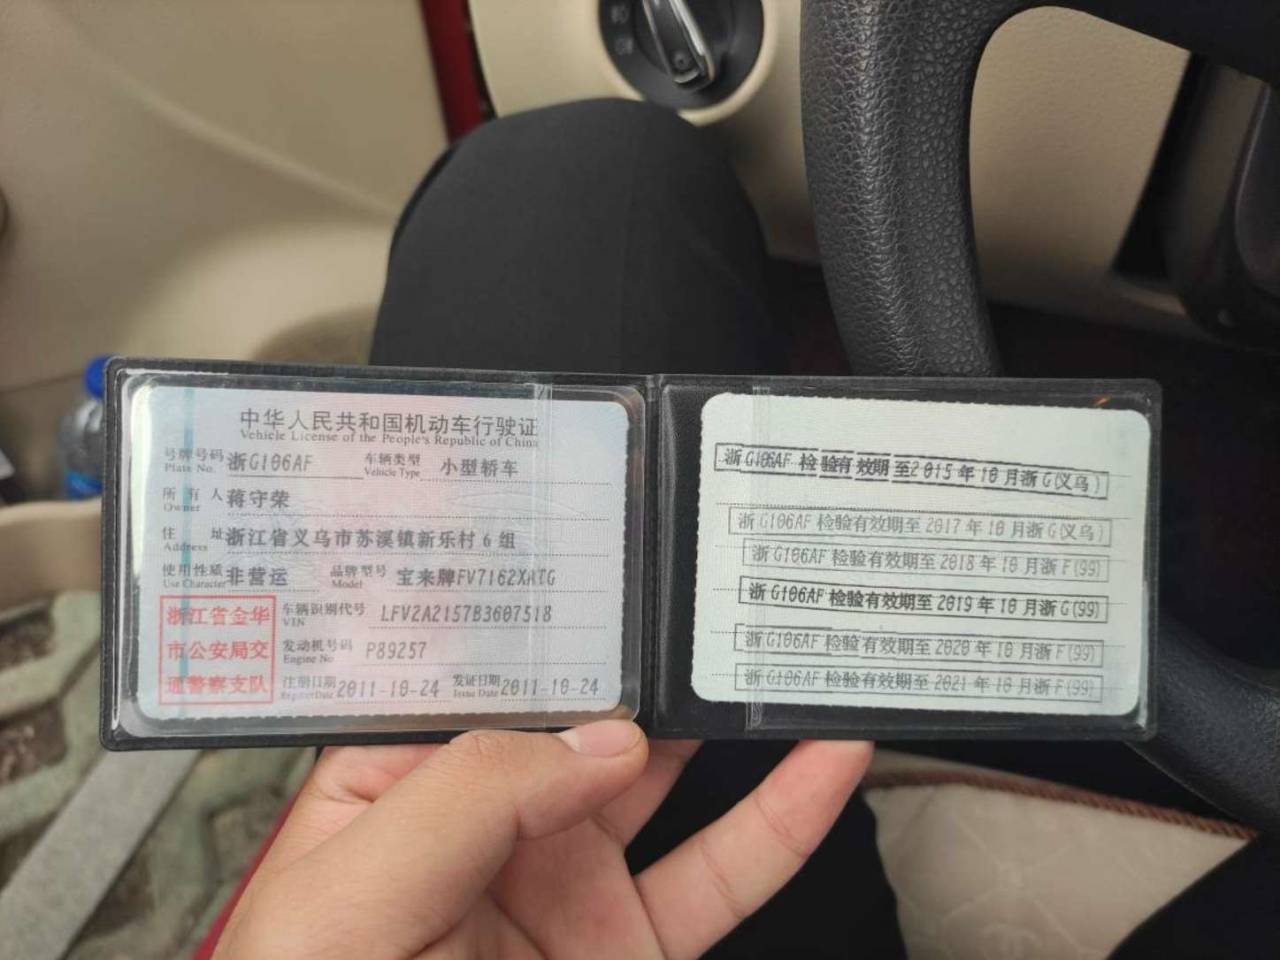 中华人民共和国机动车行驶证
Vehicle License of the People's Republic of China
号牌号码 浙G106AF 车辆类型 小型轿车
Plate No. Vehicle Type
所有人 蒋守荣
Owner
住址 浙江省义乌市苏溪镇新乐村6组
Address
使用性质 非营运 品牌型号 宝来牌FV7162XATG
Use Character Model
浙江省金华
市公安局交
通警察支队
车辆识别代号 LFV2A2157B3607518
VIN
发动机号码 P89257
Engine No
注册日期 2011-10-24 发证日期 2011-10-24
Register Date Issue Date
浙G106AF 检验有效期至2015年10月浙G(义乌)
浙G106AF 检验有效期至2017年10月浙G(义乌)
浙G106AF 检验有效期至2018年10月浙F(99)
浙G106AF 检验有效期至2019年10月浙G(99)
浙G106AF 检验有效期至2020年10月浙F(99)
浙G106AF 检验有效期至2021年10月浙F(99)